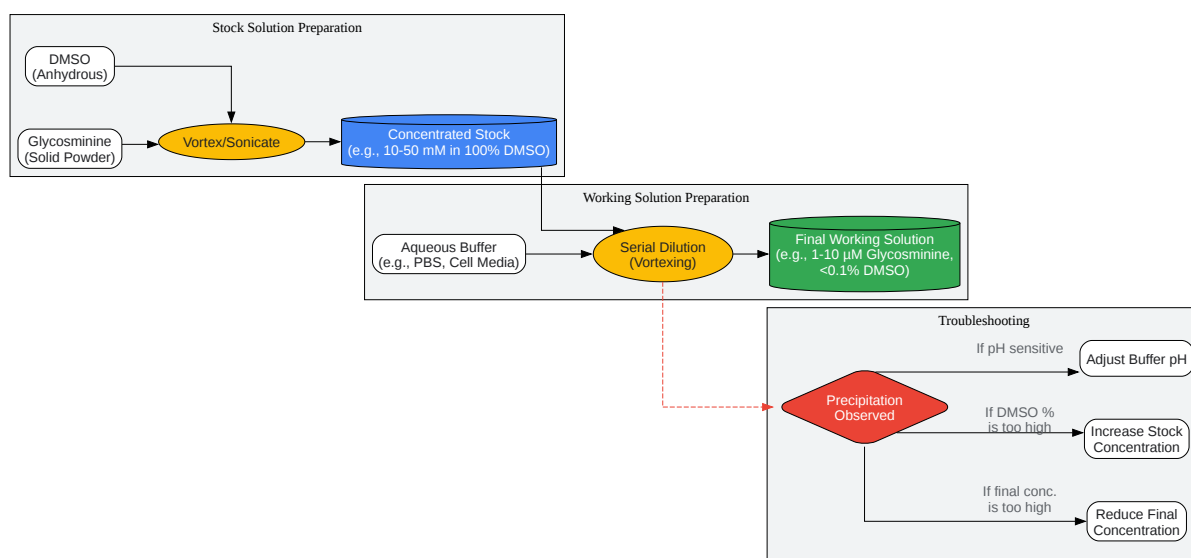 Stock Solution Preparation
DMSO
(Anhydrous)
Glycosminine
(Solid Powder)
Vortex/Sonicate
Concentrated Stock
(e.g., 10-50 mM in 100% DMSO)
Working Solution Preparation
Aqueous Buffer
(e.g., PBS, Cell Media)
Serial Dilution
(Vortexing)
Final Working Solution
(e.g., 1-10 µM Glycosminine,
<0.1% DMSO)
Troubleshooting
Precipitation
Observed
If pH sensitive
Adjust Buffer pH
If DMSO %
is too high
Increase Stock
Concentration
If final conc.
is too high
Reduce Final
Concentration